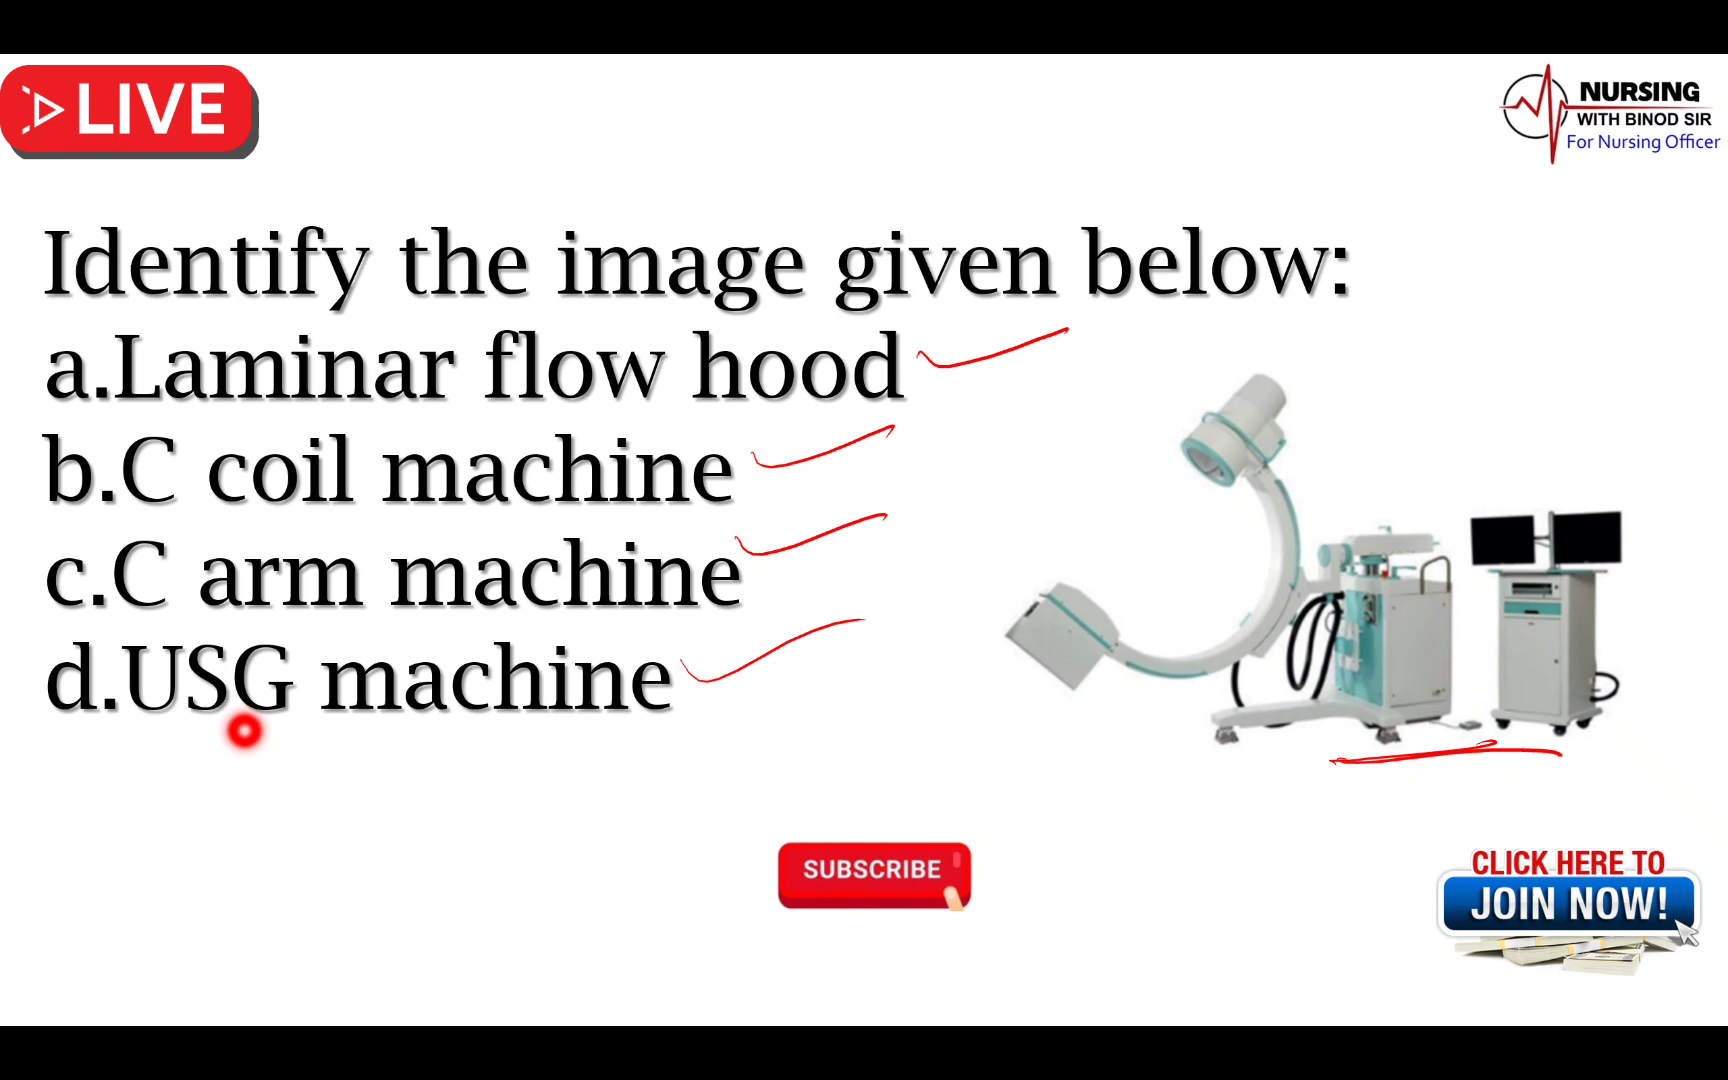 LIVE
NURSING
WITH BINOD SIR
For Nursing Officer
Identify the image given below:
a.Laminar flow hood
b.C coil machine
c.C arm machine
d.USG machine
SUBSCRIBE
CLICK HERE TO
JOIN NOW!